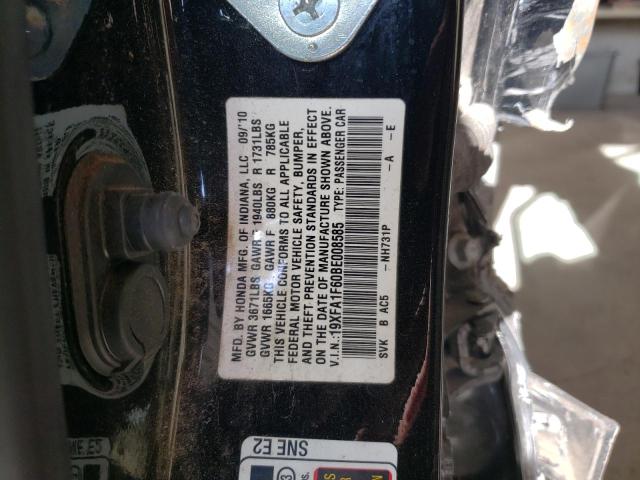 MFD. BY HONDA MFG. OF INDIANA, LLC 09/'10
GVWR 3671LBS GAWR F 1940LBS R 1731LBS
GVWR 1665KG GAWR F 880KG R 785KG
THIS VEHICLE CONFORMS TO ALL APPLICABLE
FEDERAL MOTOR VEHICLE SAFETY, BUMPER,
AND THEFT PREVENTION STANDARDS IN EFFECT
ON THE DATE OF MANUFACTURE SHOWN ABOVE.
V.I.N.:19XFA1F60BE008585 TYPE: PASSENGER CAR
-NH731P -A -E
SVK B AC5
SNE E2